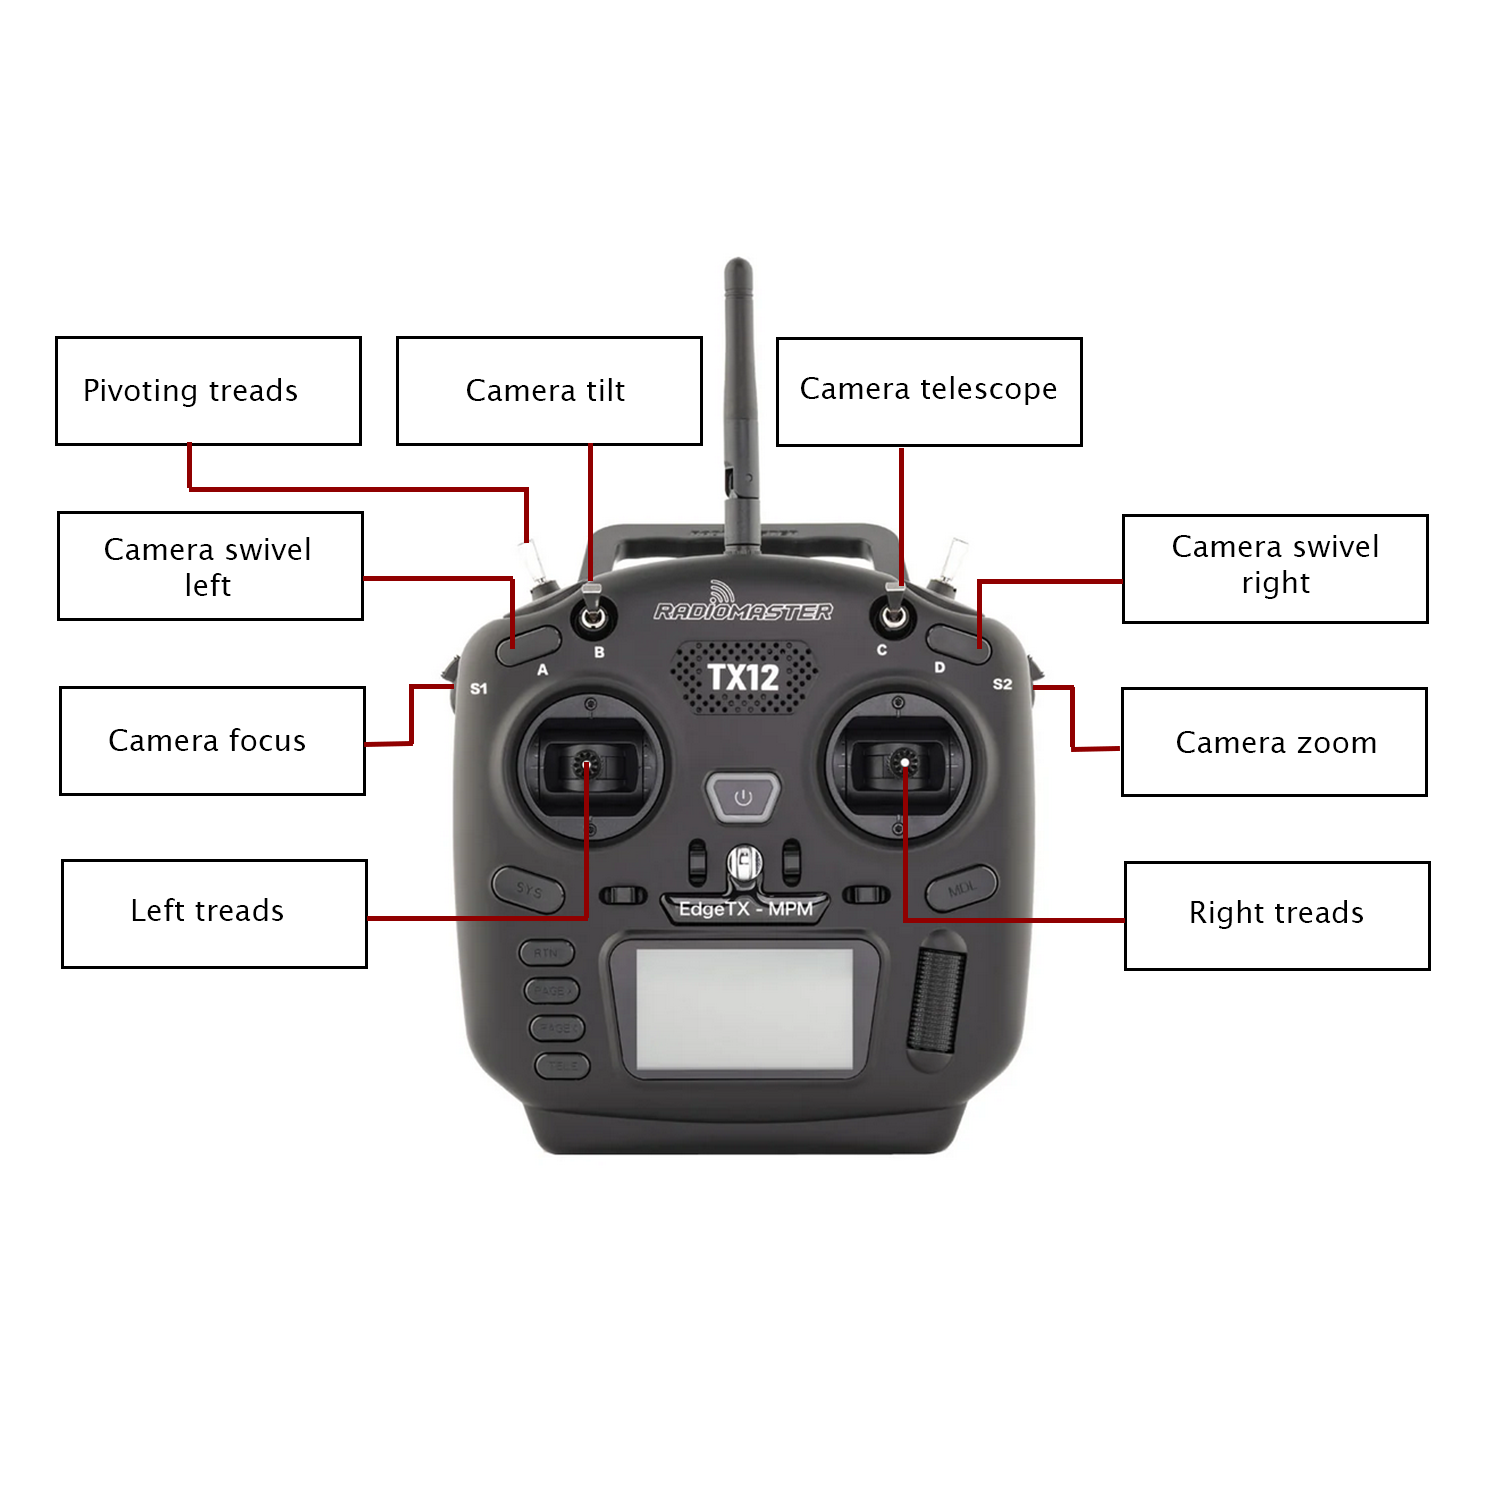 Pivoting treads
Camera tilt
Camera telescope
Camera swivel
left
Camera swivel
right
RADIOMASTER
A
B
C
D
TX12
S1
S2
Camera focus
Camera zoom
Left treads
Right treads
SYS
MDL
EdgeTX - MPM
RTN
PAGE >
PAGE <
TELE